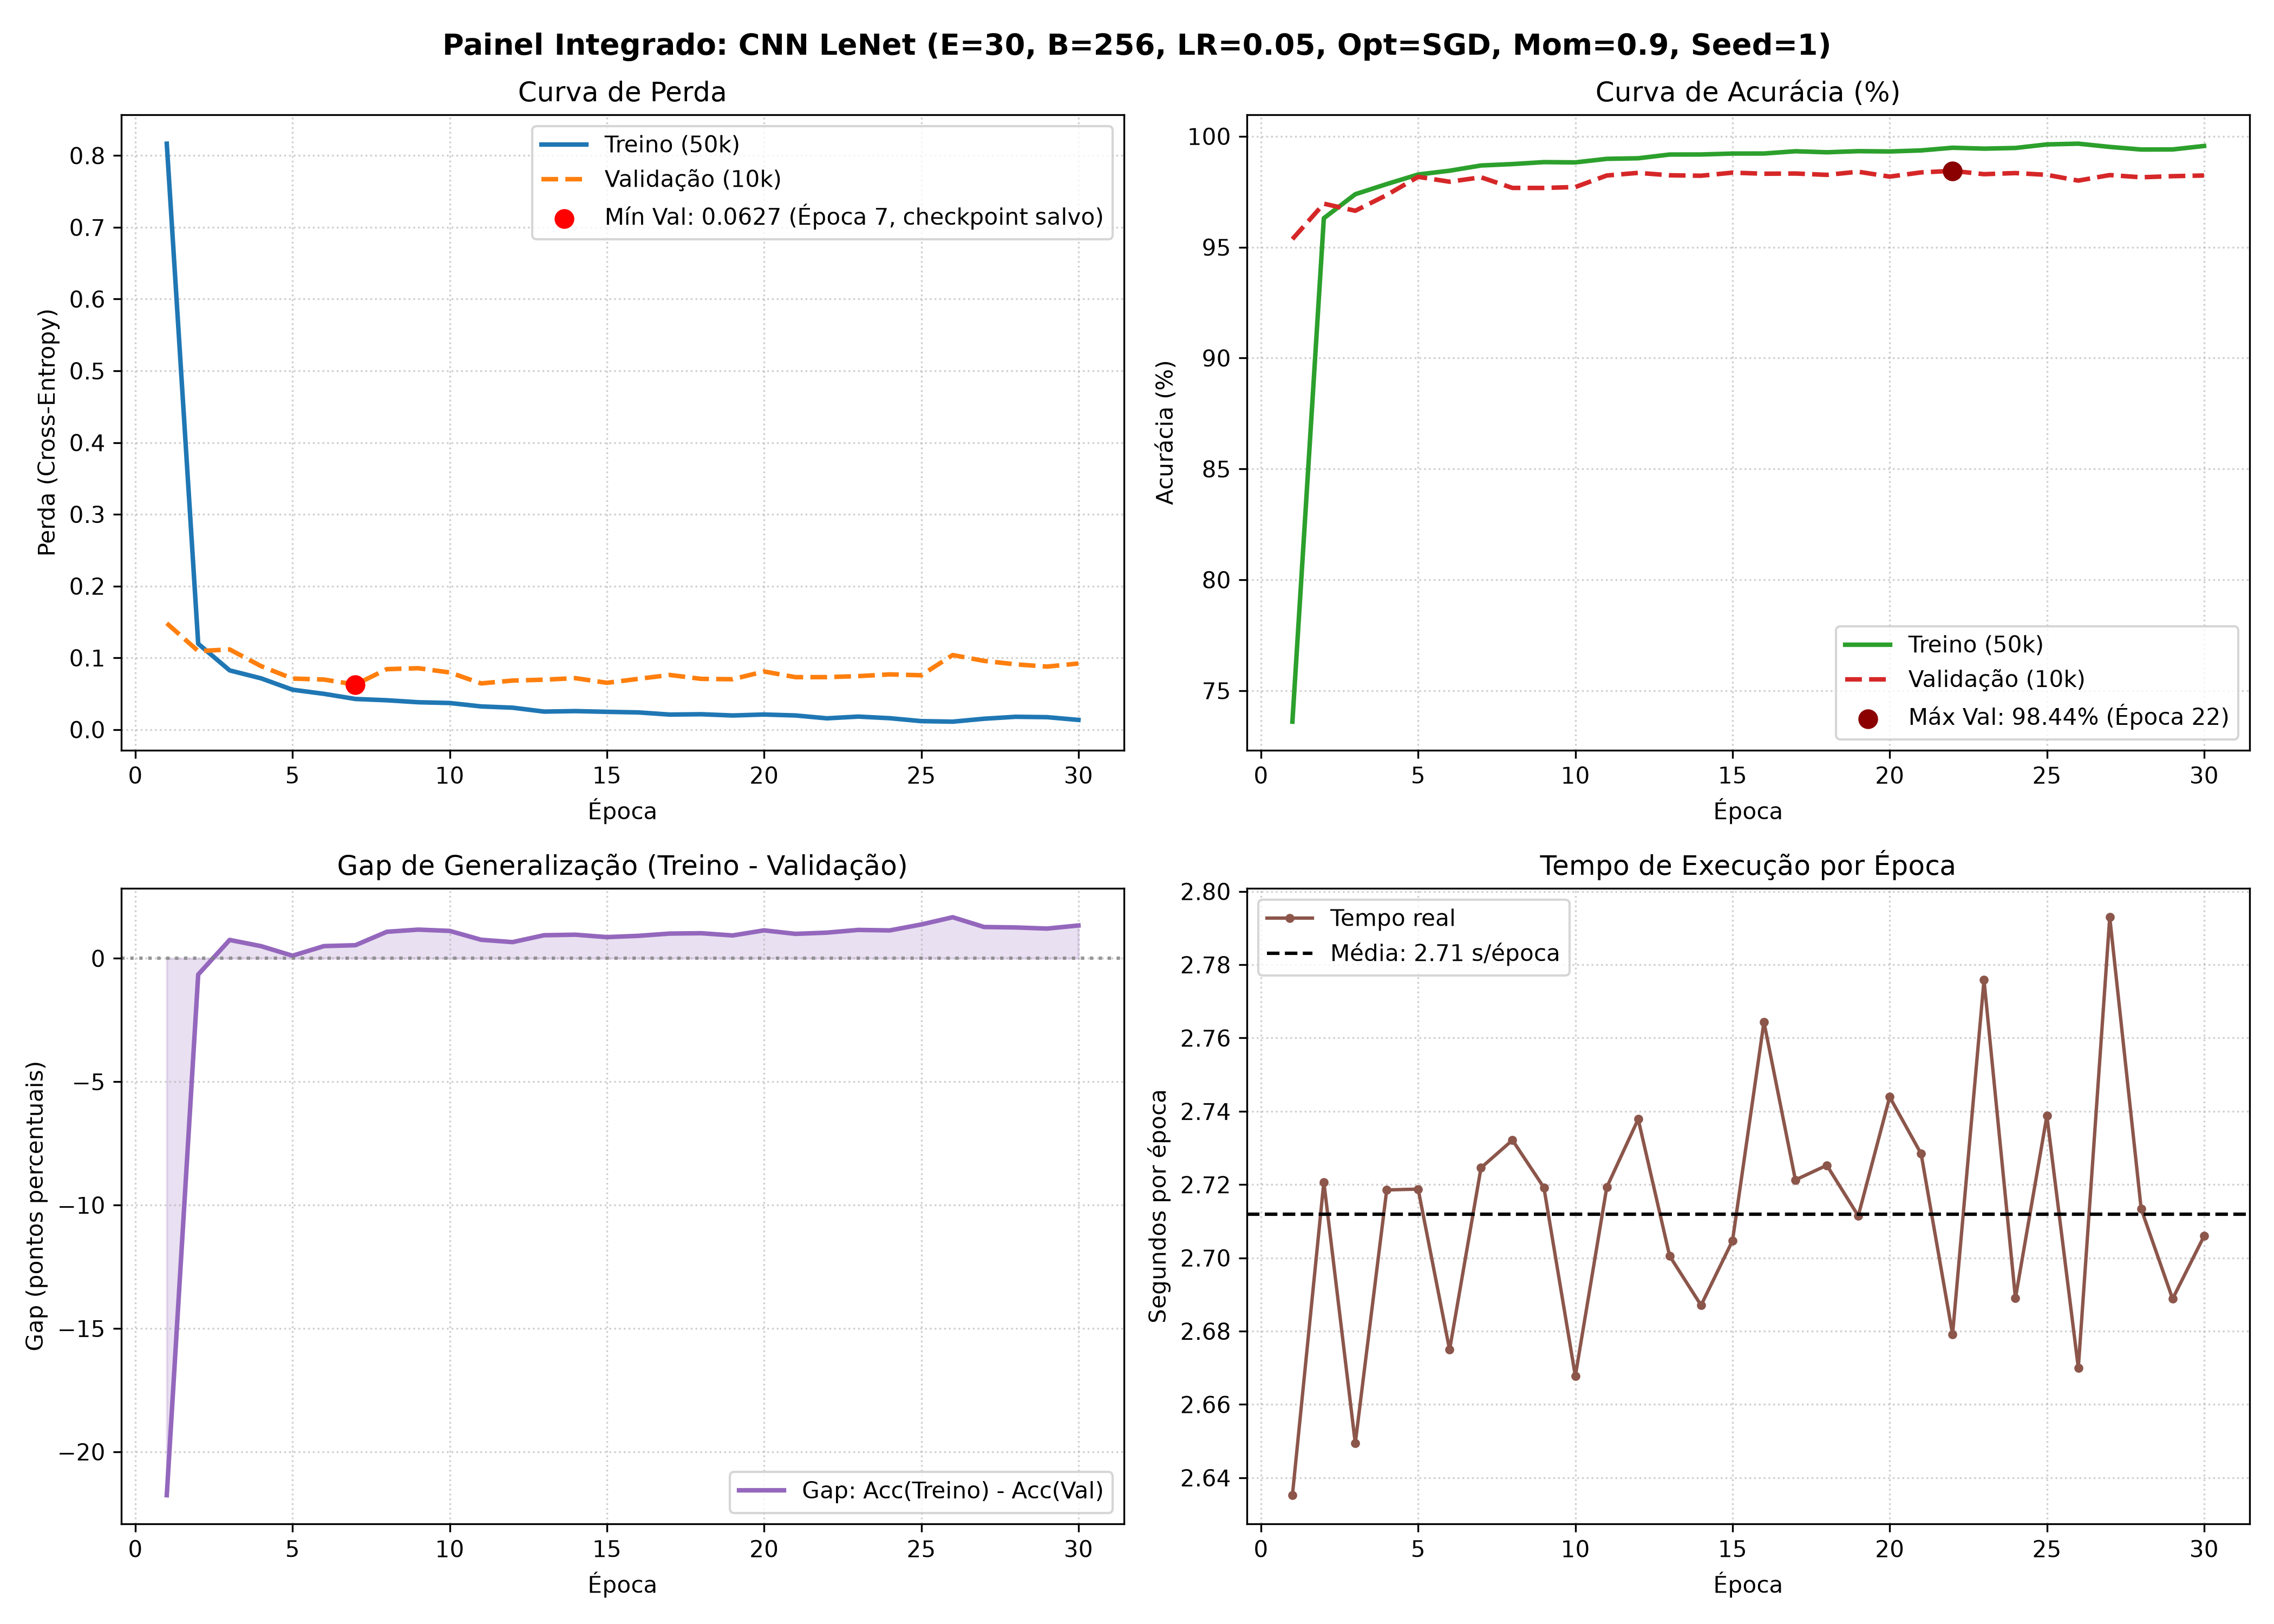 Painel Integrado: CNN LeNet (E=30, B=256, LR=0.05, Opt=SGD, Mom=0.9, Seed=1)
Curva de Perda
Perda (Cross-Entropy)
0.8
0.7
0.6
0.5
0.4
0.3
0.2
0.1
0.0
Treino (50k)
Validação (10k)
Mín Val: 0.0627 (Época 7, checkpoint salvo)
0 5 10 15 20 25 30
Época
Curva de Acurácia (%)
Acurácia (%)
100
95
90
85
80
75
Treino (50k)
Validação (10k)
Máx Val: 98.44% (Época 22)
0 5 10 15 20 25 30
Época
Gap de Generalização (Treino - Validação)
Gap (pontos percentuais)
0
−5
−10
−15
−20
Gap: Acc(Treino) - Acc(Val)
0 5 10 15 20 25 30
Época
Tempo de Execução por Época
Segundos por época
2.80
2.78
2.76
2.74
2.72
2.70
2.68
2.66
2.64
Tempo real
Média: 2.71 s/época
0 5 10 15 20 25 30
Época